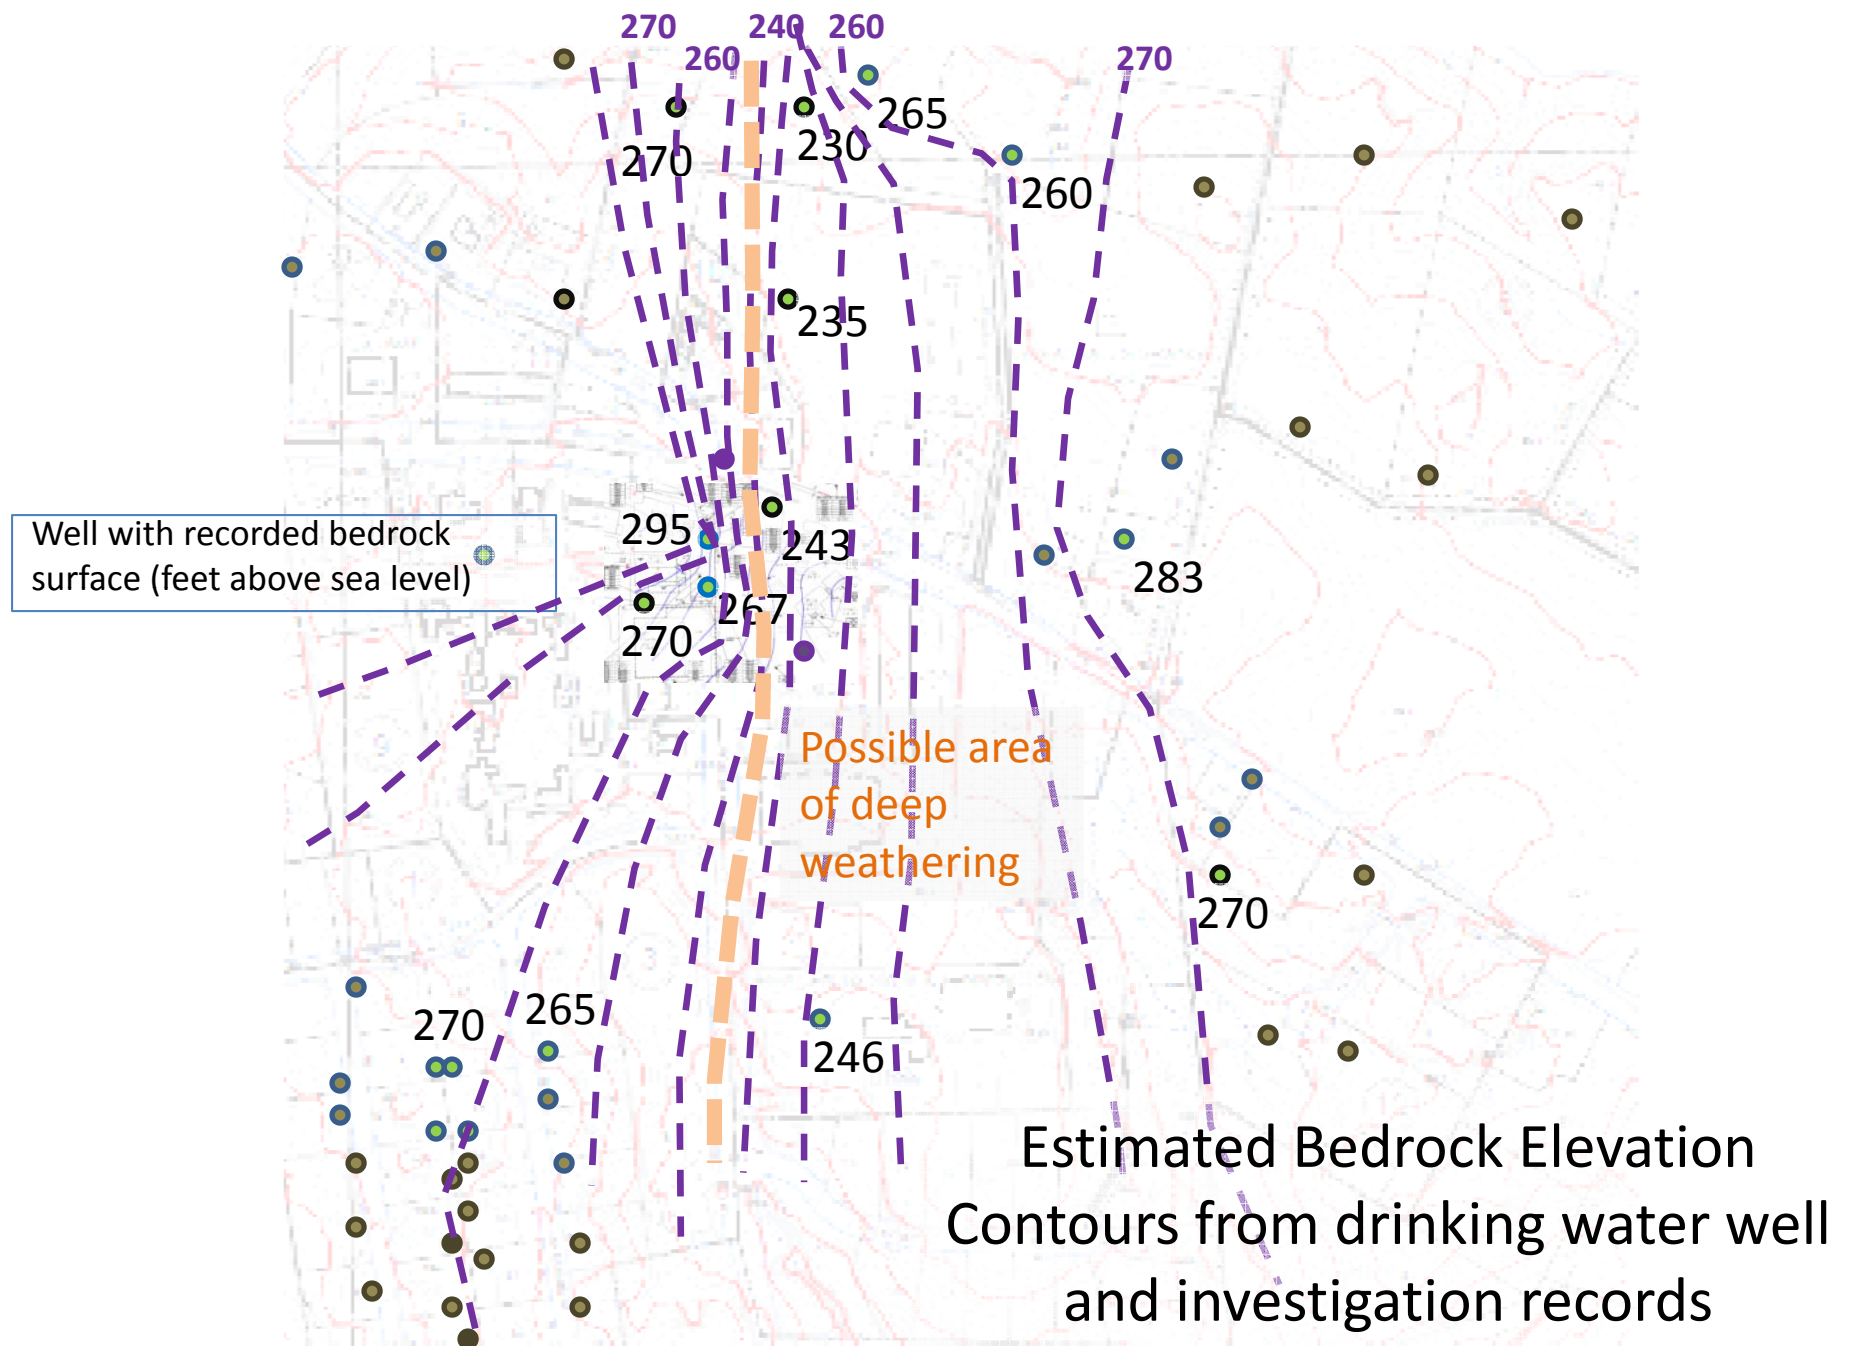 270
240
260
260
270
265
270
230
260
235
Well with recorded bedrock
surface (feet above sea level)
295
243
283
267
270
Possible area
of deep
weathering
270
270
265
246
Estimated Bedrock Elevation
Contours from drinking water well
and investigation records